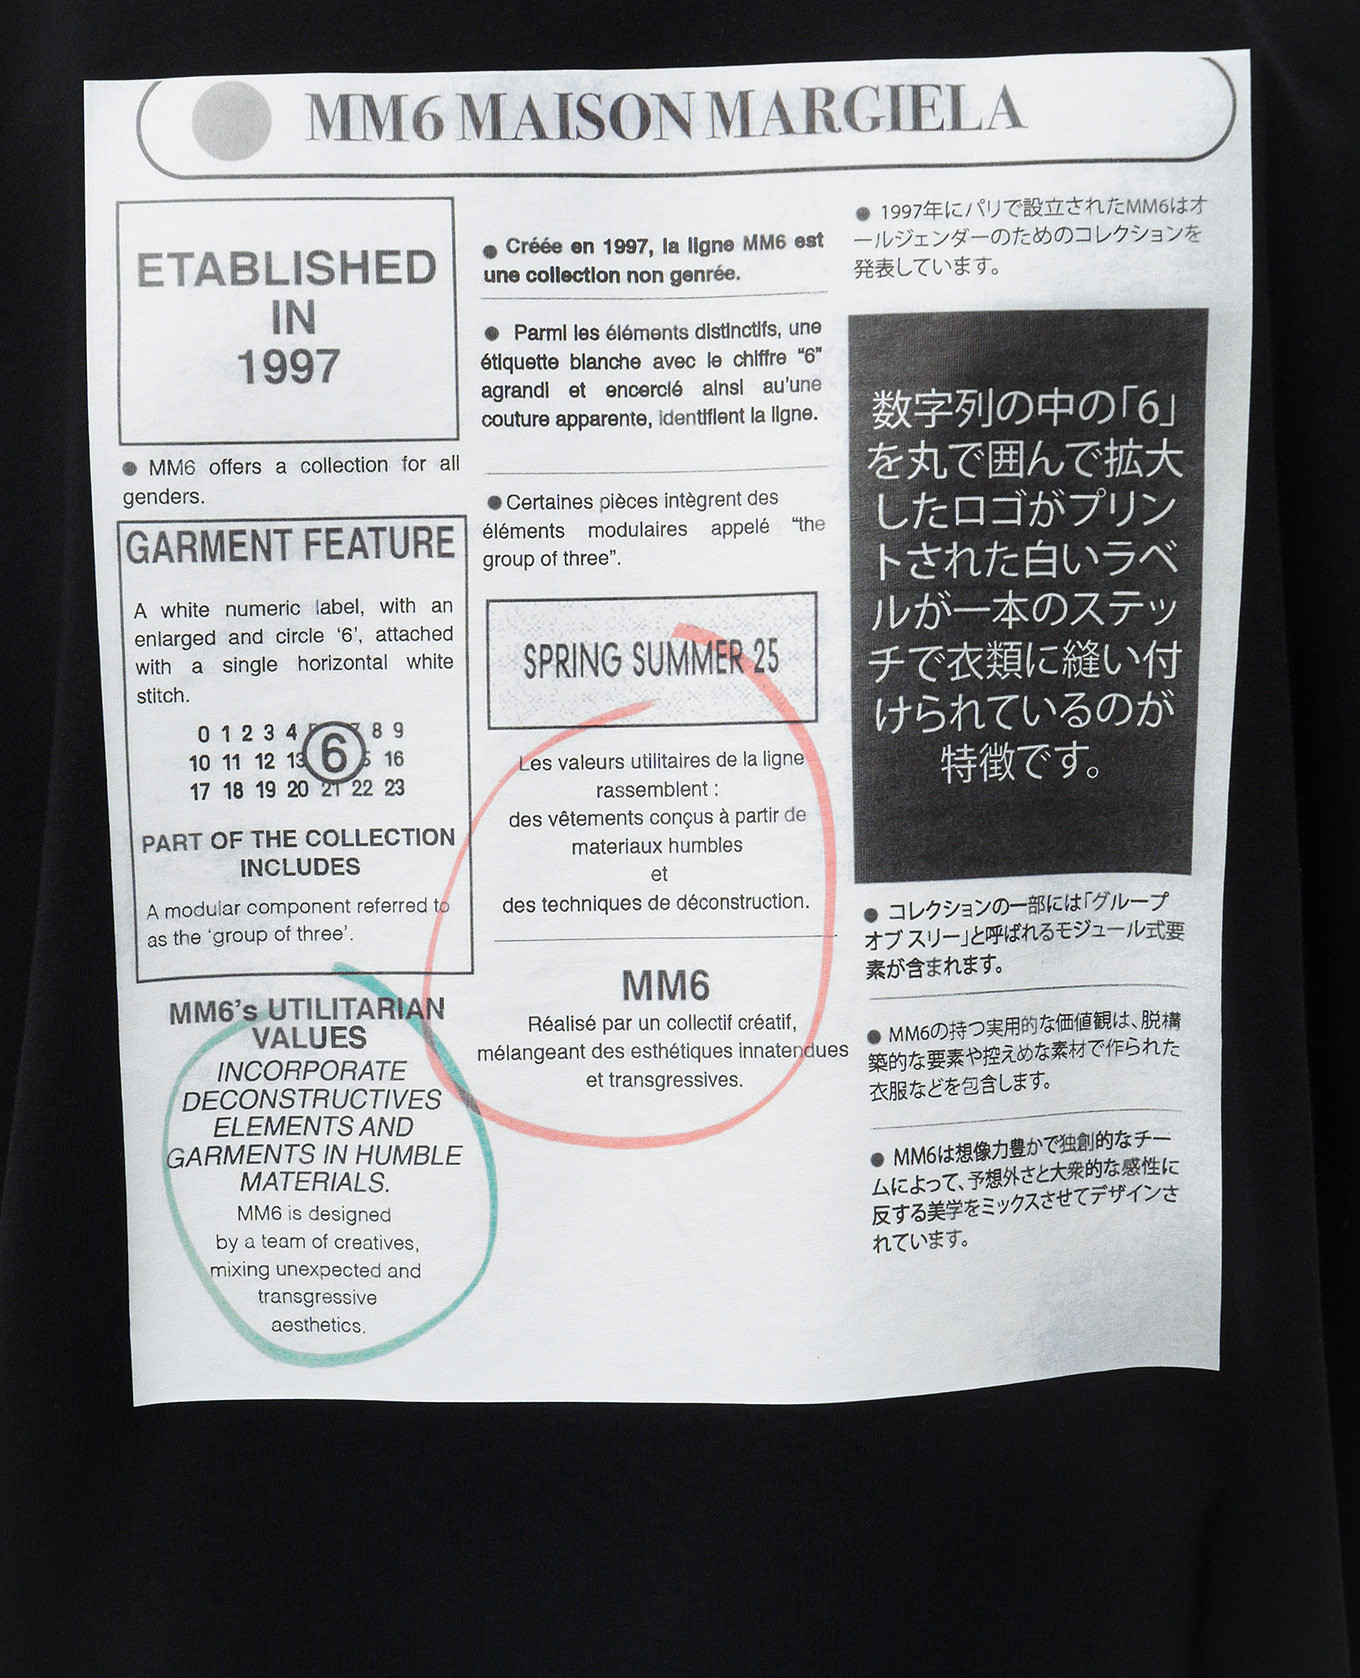 MM6 MAISON MARGIELA
ETABLISHED
IN
1997
● MM6 offers a collection for all
genders.
GARMENT FEATURE
A white numeric label, with an
enlarged and circle ‘6’, attached
with a single horizontal white
stitch.
0 1 2 3 4 5 7 8 9
10 11 12 13 6 16
17 18 19 20 21 22 23
PART OF THE COLLECTION
INCLUDES
A modular component referred to
as the ‘group of three’.
MM6’s UTILITARIAN
VALUES
INCORPORATE
DECONSTRUCTIVES
ELEMENTS AND
GARMENTS IN HUMBLE
MATERIALS.
MM6 is designed
by a team of creatives,
mixing unexpected and
transgressive
aesthetics.
● Créée en 1997, la ligne MM6 est
une collection non genrée.
● Parmi les éléments distinctifs, une
étiquette blanche avec le chiffre “6”
agrandi et encerclé ainsi au’une
couture apparente, identifient la ligne.
● Certaines pièces intègrent des
éléments modulaires appelé “the
group of three”.
SPRING SUMMER 25
Les valeurs utilitaires de la ligne
rassemblent :
des vêtements conçus à partir de
materiaux humbles
et
des techniques de déconstruction.
MM6
Réalisé par un collectif créatif,
mélangeant des esthétiques innatendues
et transgressives.
● 1997年にパリで設立されたMM6はオ
ールジェンダーのためのコレクションを
発表しています。
数字列の中の「6」
を丸で囲んで拡大
したロゴがプリン
トされた白いラベ
ルが一本のステッ
チで衣類に縫い付
けられているのが
特徴です。
● コレクションの一部には「グループ
オブ スリー」と呼ばれるモジュール式要
素が含まれます。
● MM6の持つ実用的な価値観は、脱構
築的な要素や控えめな素材で作られた
衣服などを包含します。
● MM6は想像力豊かで独創的なチー
ムによって、予想外さと大衆的な感性に
反する美学をミックスさせてデザインさ
れています。